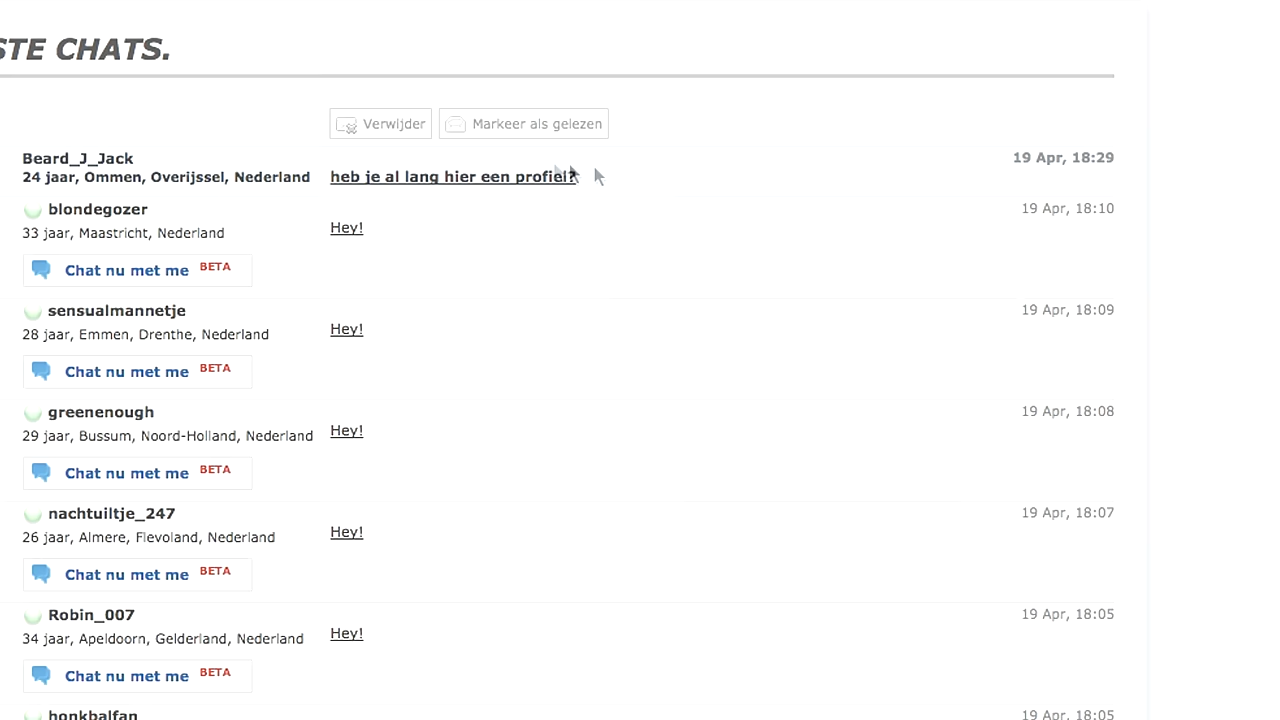 STE CHATS.
Verwijder Markeer als gelezen
Beard_J_Jack 19 Apr, 18:29
24 jaar, Ommen, Overijssel, Nederland heb je al lang hier een profiel?
blondegozer 19 Apr, 18:10
33 jaar, Maastricht, Nederland Hey!
Chat nu met me BETA
sensualmannetje 19 Apr, 18:09
28 jaar, Emmen, Drenthe, Nederland Hey!
Chat nu met me BETA
greenenough 19 Apr, 18:08
29 jaar, Bussum, Noord-Holland, Nederland Hey!
Chat nu met me BETA
nachtuiltje_247 19 Apr, 18:07
26 jaar, Almere, Flevoland, Nederland Hey!
Chat nu met me BETA
Robin_007 19 Apr, 18:05
34 jaar, Apeldoorn, Gelderland, Nederland Hey!
Chat nu met me BETA
honkbalfan 19 Apr, 18:05